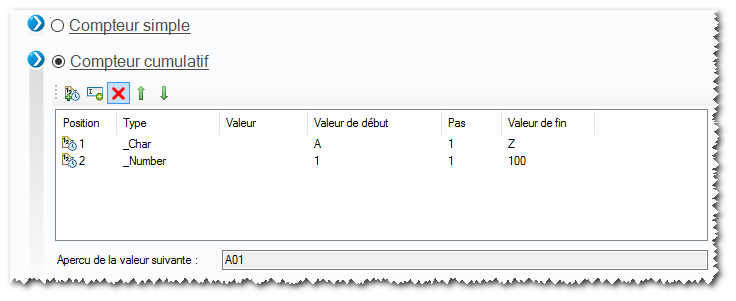 Compteur simple
Compteur cumulatif
Position Type Valeur Valeur de début Pas Valeur de fin
1 _Char A 1 Z
2 _Number 1 1 100
Apercu de la valeur suivante : A01